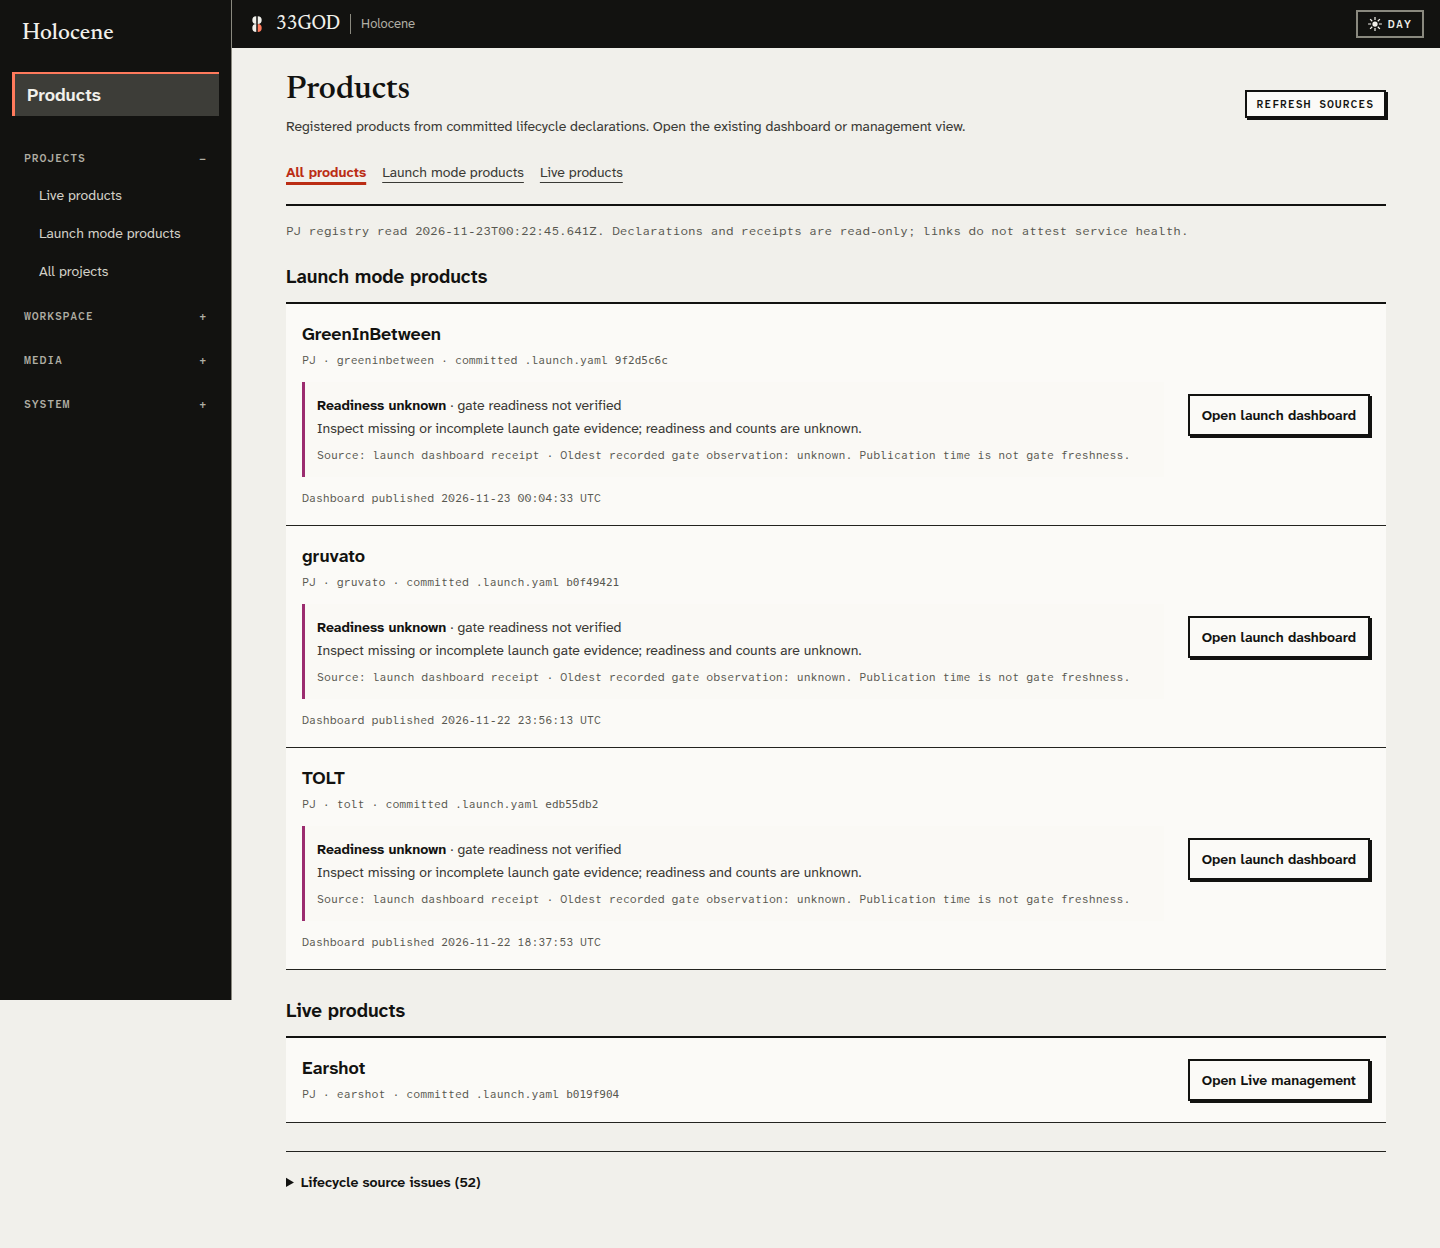 Holocene
Products
PROJECTS −
Live products
Launch mode products
All projects
WORKSPACE +
MEDIA +
SYSTEM +
33GOD Holocene
DAY
Products
REFRESH SOURCES
Registered products from committed lifecycle declarations. Open the existing dashboard or management view.
All products Launch mode products Live products
PJ registry read 2026-11-23T00:22:45.641Z. Declarations and receipts are read-only; links do not attest service health.
Launch mode products
GreenInBetween
PJ · greeninbetween · committed .launch.yaml 9f2d5c6c
Readiness unknown · gate readiness not verified
Inspect missing or incomplete launch gate evidence; readiness and counts are unknown.
Source: launch dashboard receipt · Oldest recorded gate observation: unknown. Publication time is not gate freshness.
Open launch dashboard
Dashboard published 2026-11-23 00:04:33 UTC
gruvato
PJ · gruvato · committed .launch.yaml b0f49421
Readiness unknown · gate readiness not verified
Inspect missing or incomplete launch gate evidence; readiness and counts are unknown.
Source: launch dashboard receipt · Oldest recorded gate observation: unknown. Publication time is not gate freshness.
Open launch dashboard
Dashboard published 2026-11-22 23:56:13 UTC
TOLT
PJ · tolt · committed .launch.yaml edb55db2
Readiness unknown · gate readiness not verified
Inspect missing or incomplete launch gate evidence; readiness and counts are unknown.
Source: launch dashboard receipt · Oldest recorded gate observation: unknown. Publication time is not gate freshness.
Open launch dashboard
Dashboard published 2026-11-22 18:37:53 UTC
Live products
Earshot
PJ · earshot · committed .launch.yaml b019f904
Open Live management
Lifecycle source issues (52)